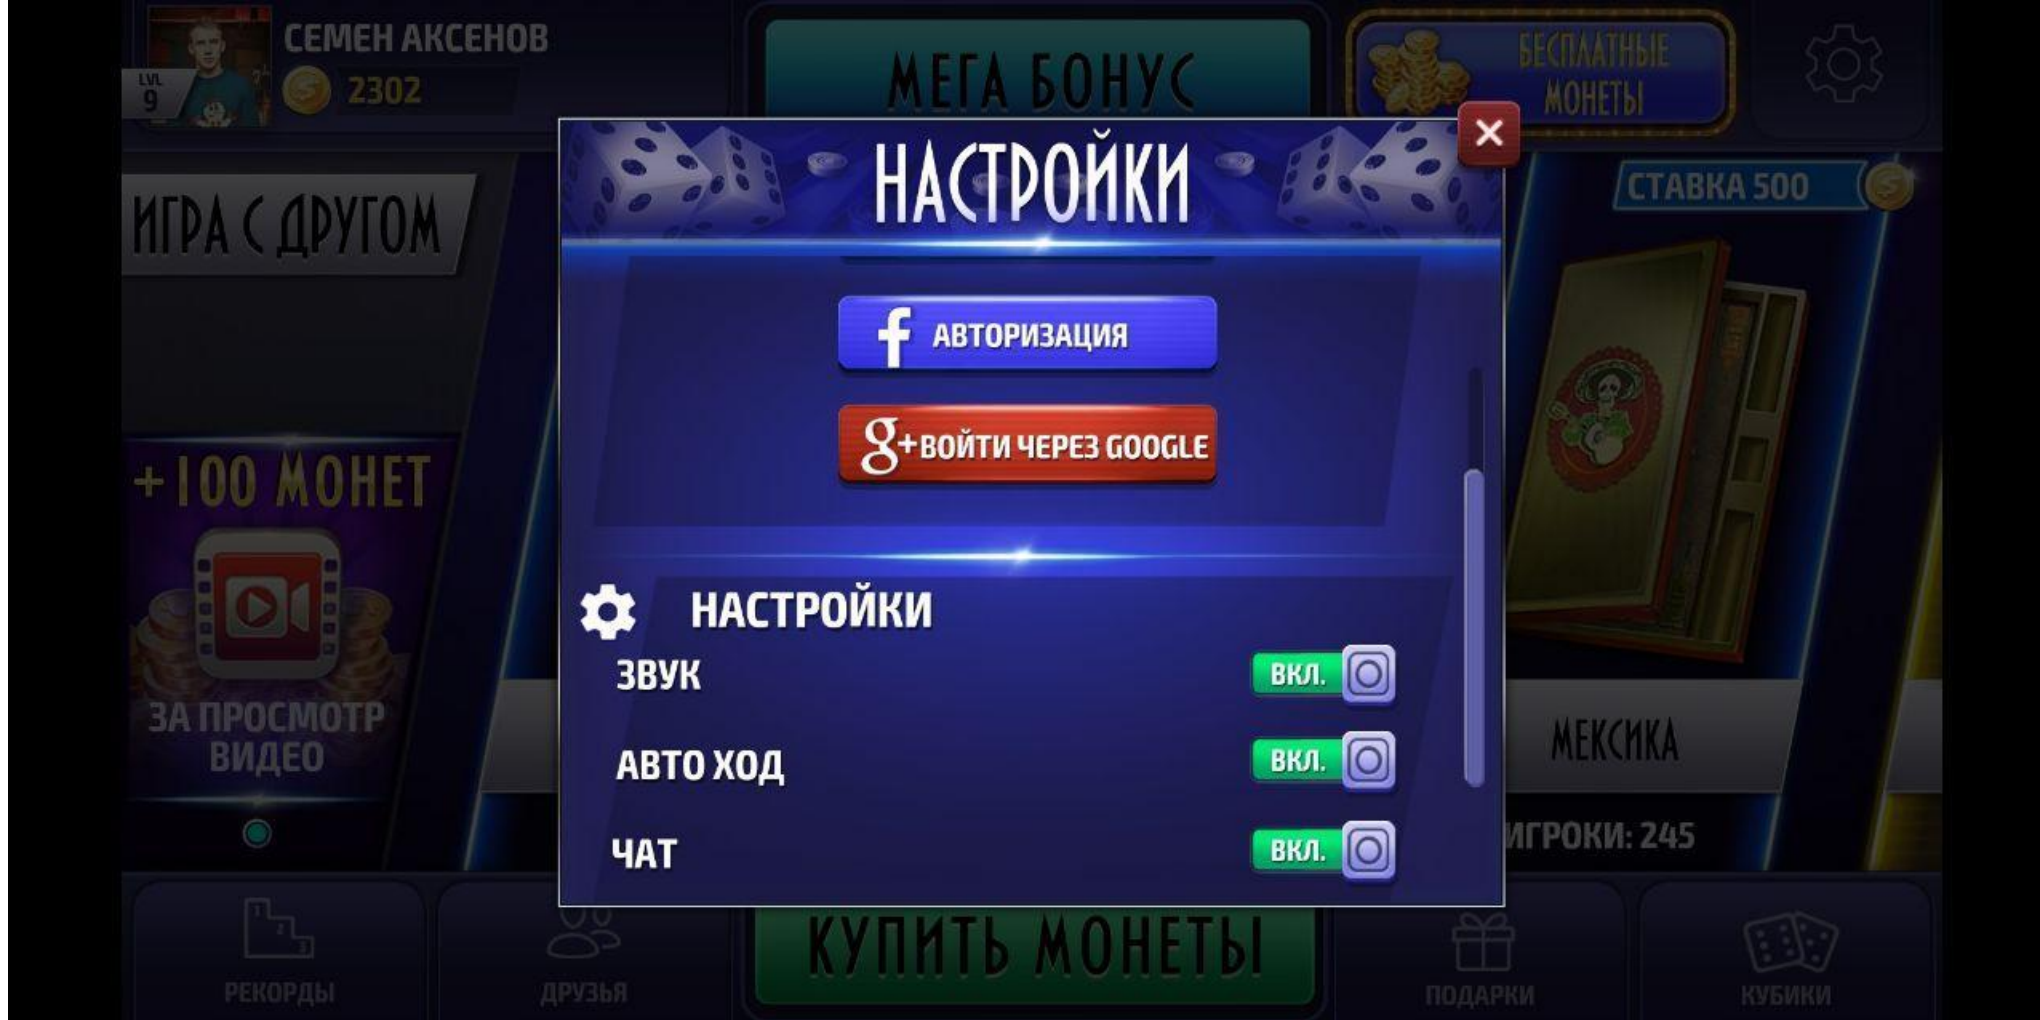 СЕМЕН АКСЕНОВ
LVL
9
2302
МЕГА БОНУС
БЕСПЛАТНЫЕ
МОНЕТЫ
НАСТРОЙКИ
СТАВКА 500
ИГРА С ДРУГОМ
f АВТОРИЗАЦИЯ
g+ ВОЙТИ ЧЕРЕЗ GOOGLE
+100 МОНЕТ
НАСТРОЙКИ
ЗВУК ВКЛ.
ЗА ПРОСМОТР
ВИДЕО
АВТО ХОД ВКЛ.
МЕКСИКА
ЧАТ ВКЛ.
ИГРОКИ: 245
КУПИТЬ МОНЕТЫ
РЕКОРДЫ
ДРУЗЬЯ
ПОДАРКИ
КУБИКИ